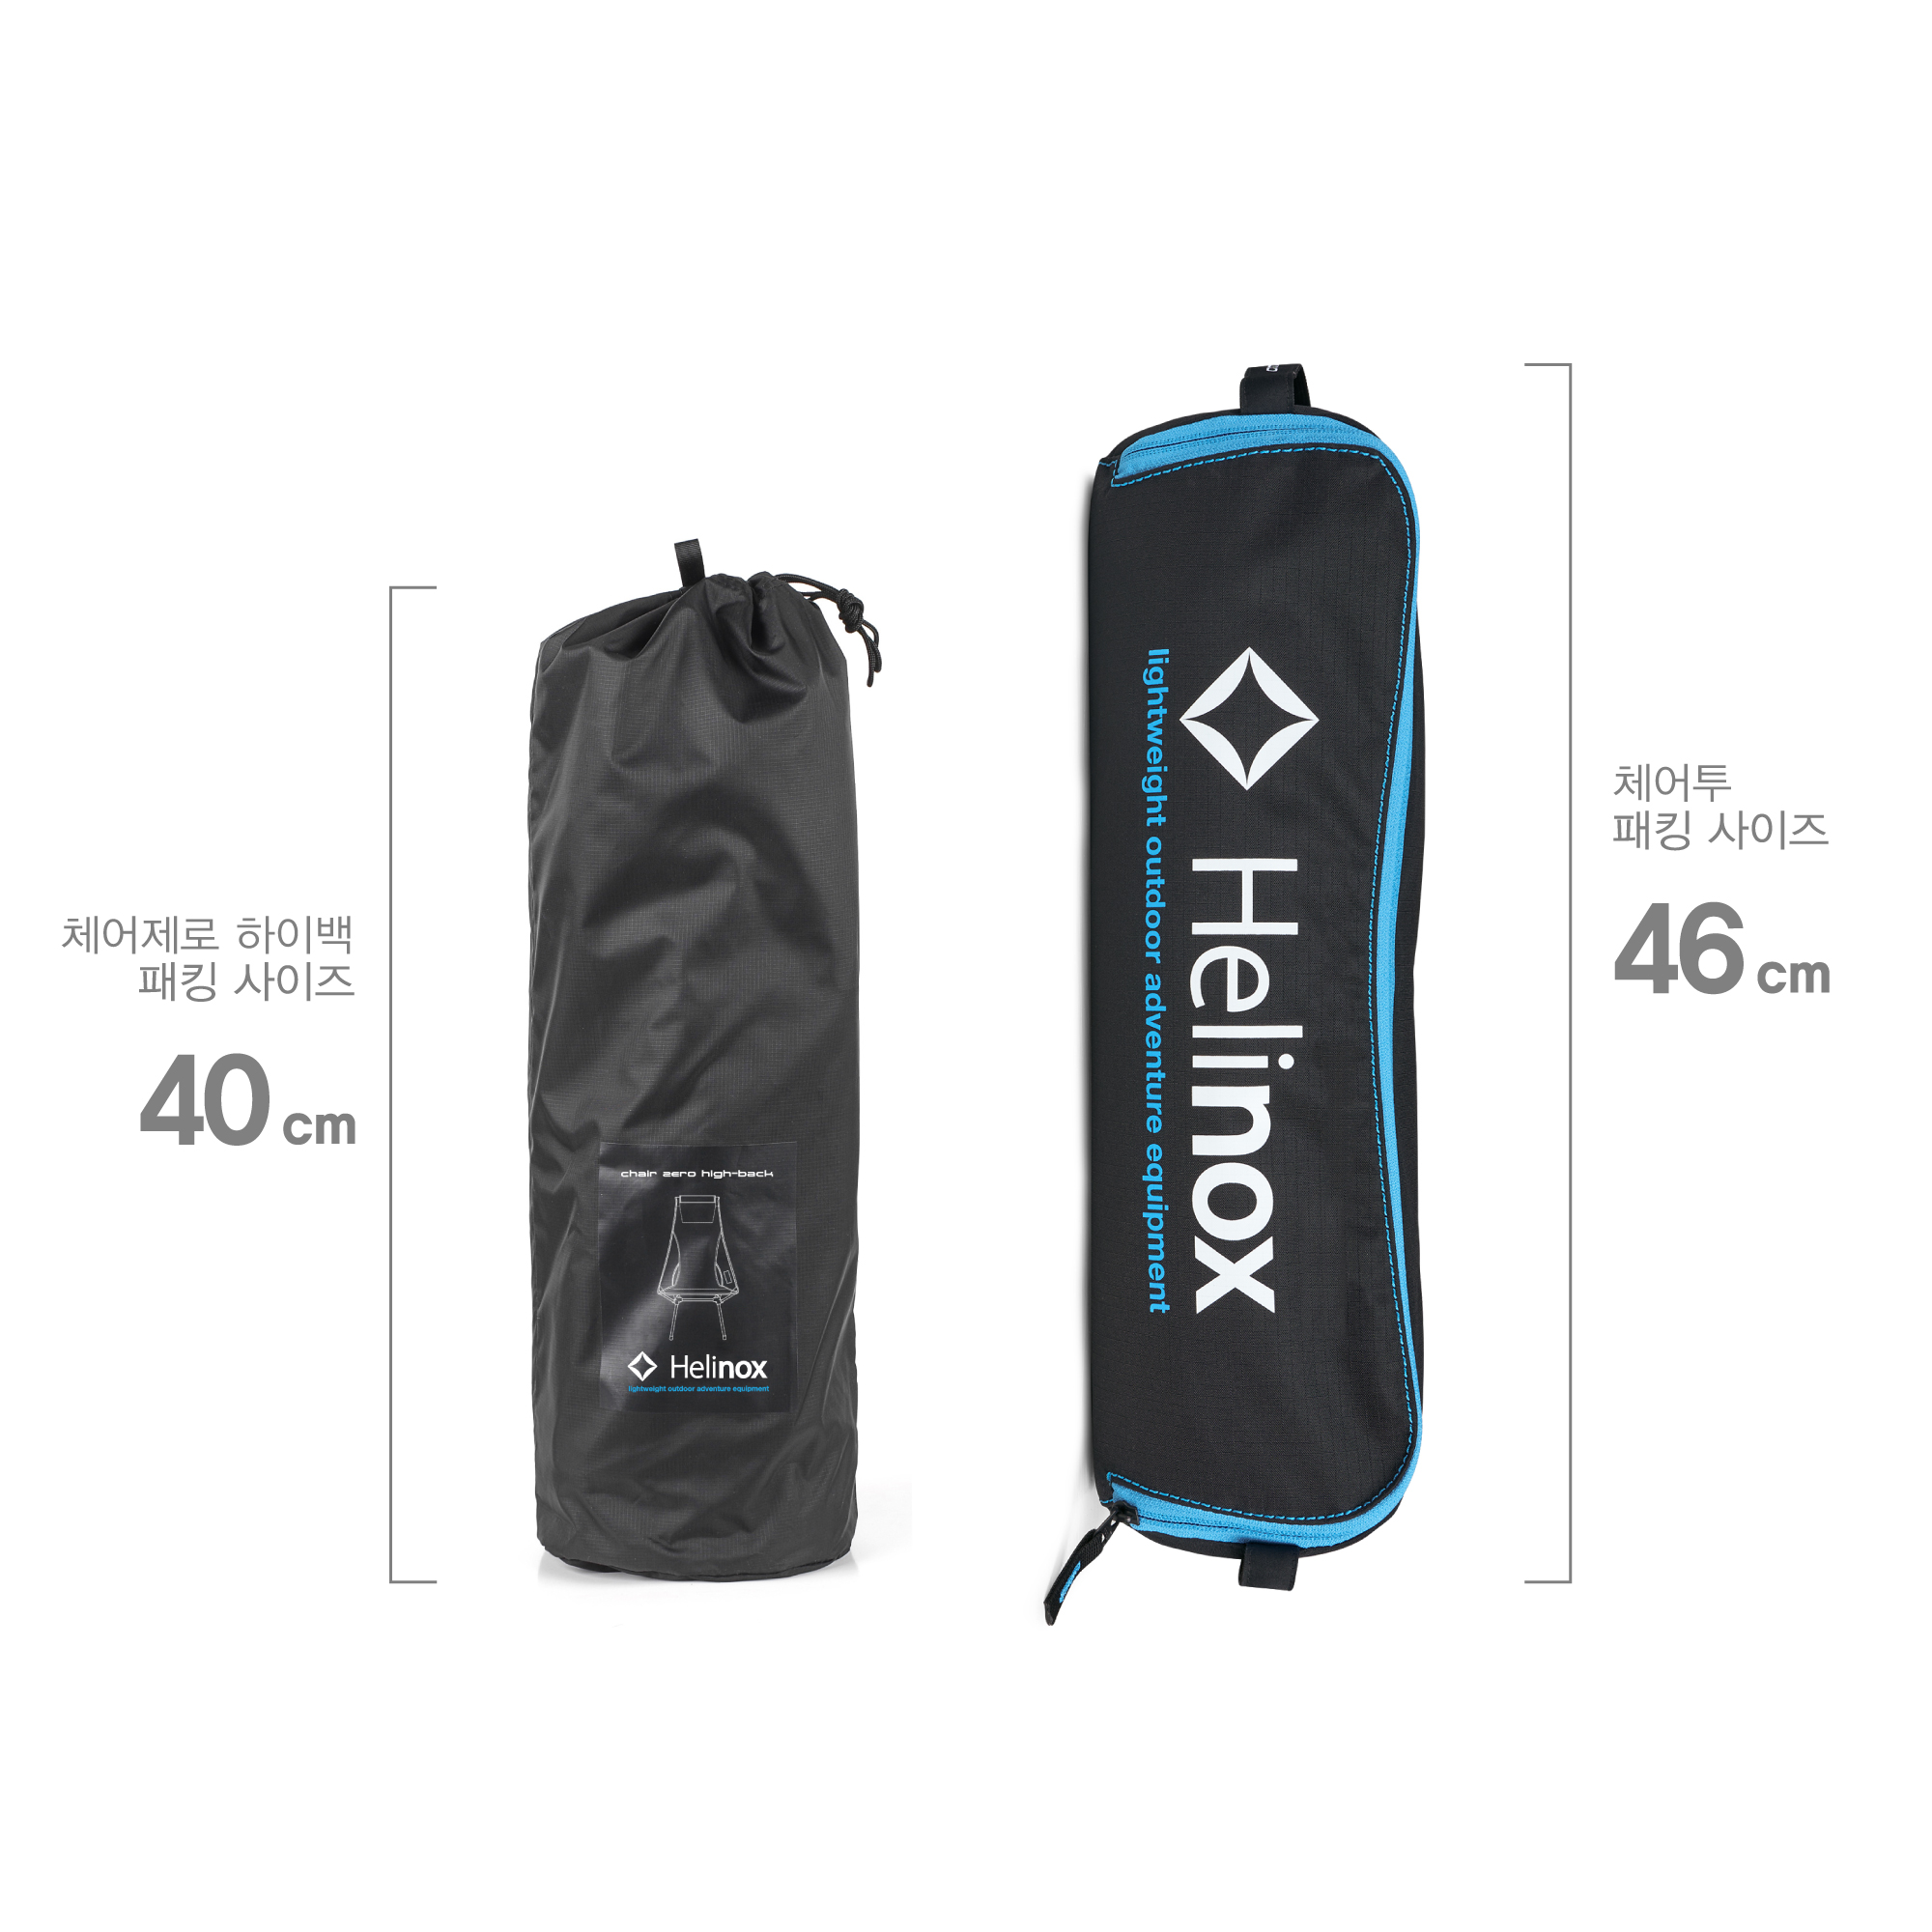 체어제로 하이백
패킹 사이즈
40 cm
chair zero high-back
Helinox
lightweight outdoor adventure equipment
Helinox
lightweight outdoor adventure equipment
체어투
패킹 사이즈
46 cm